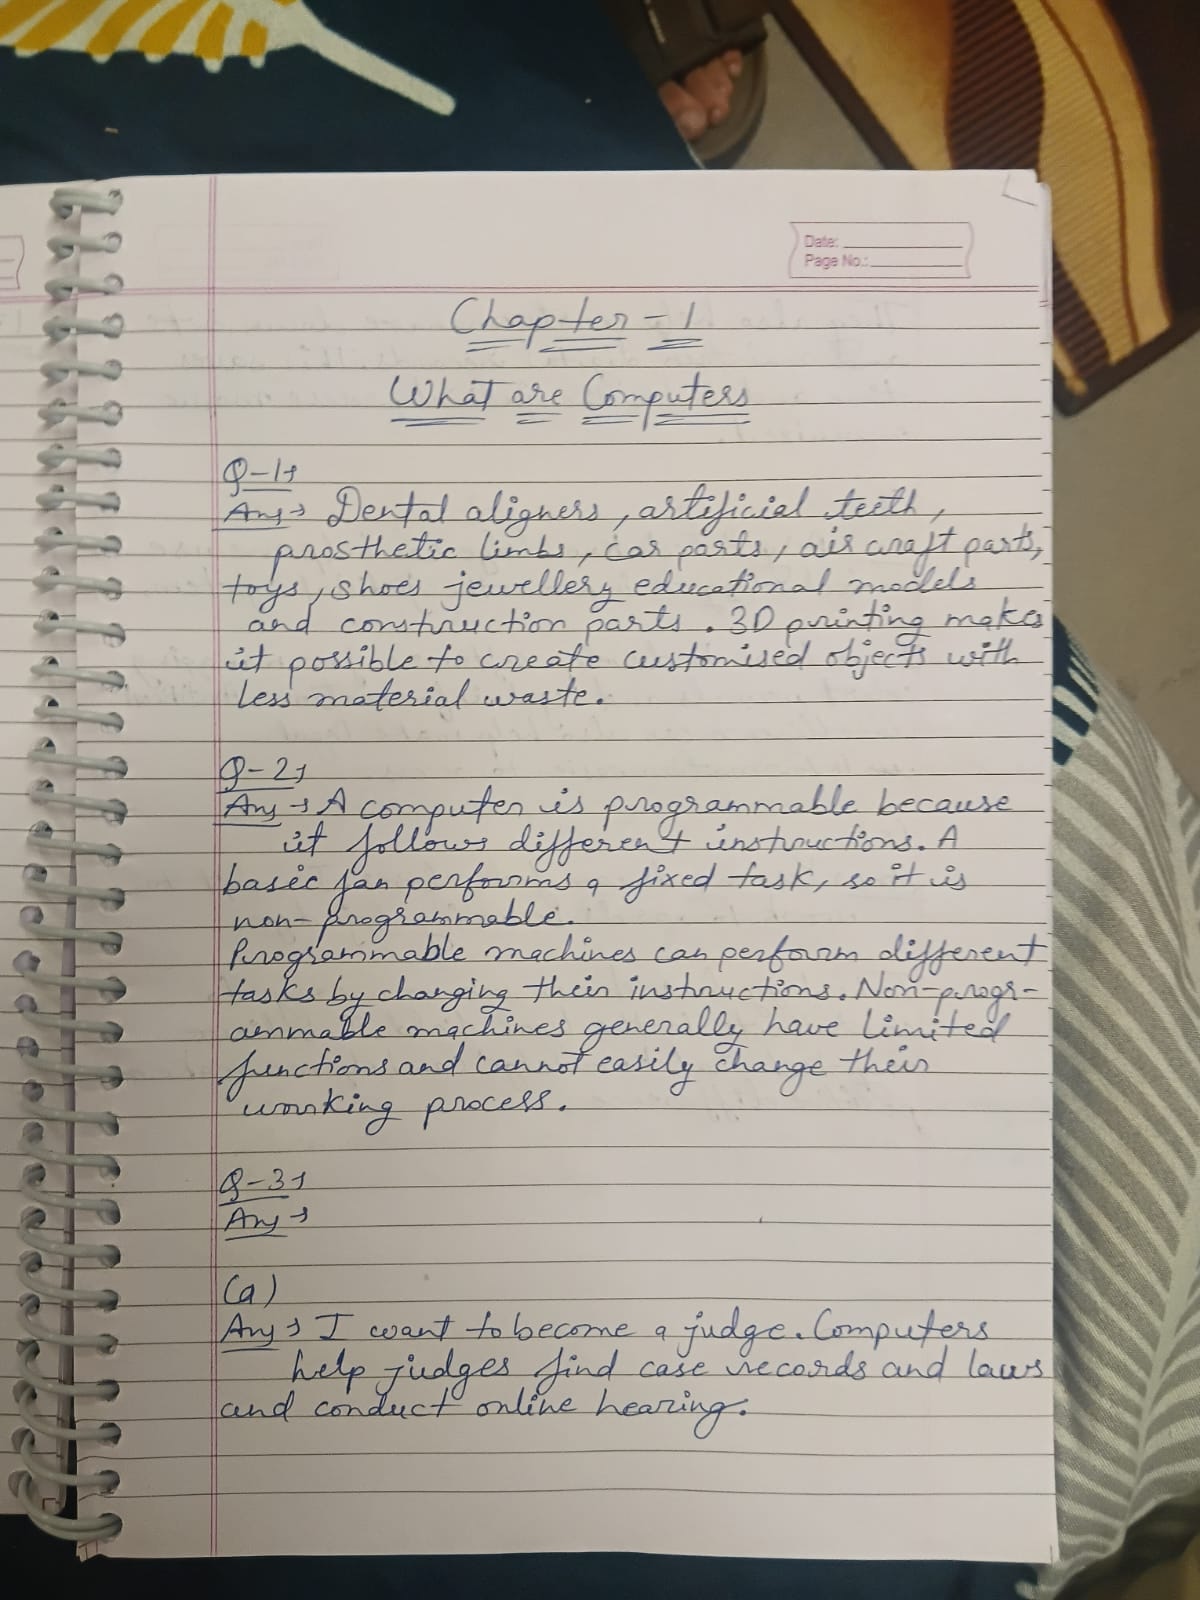 Date:
Page No.:
Chapter - 1
What are Computers
Q-1→
Ans → Dental aligners, artificial teeth,
prosthetic limbs, car parts, air craft parts,
toys, shoes jewellery educational models
and construction parts. 3D printing makes
it possible to create customised objects with
less material waste.
Q-2→
Ans → A computer is programmable because
it follows different instructions. A
basic fan performs a fixed task, so it is
non-programmable.
Programmable machines can perform different
tasks by changing their instructions. Non-progr-
ammable machines generally have limited
functions and cannot easily change their
working process.
Q-3→
Ans →
(a)
Ans → I want to become a judge. Computers
help judges find case records and laws
and conduct online hearing.